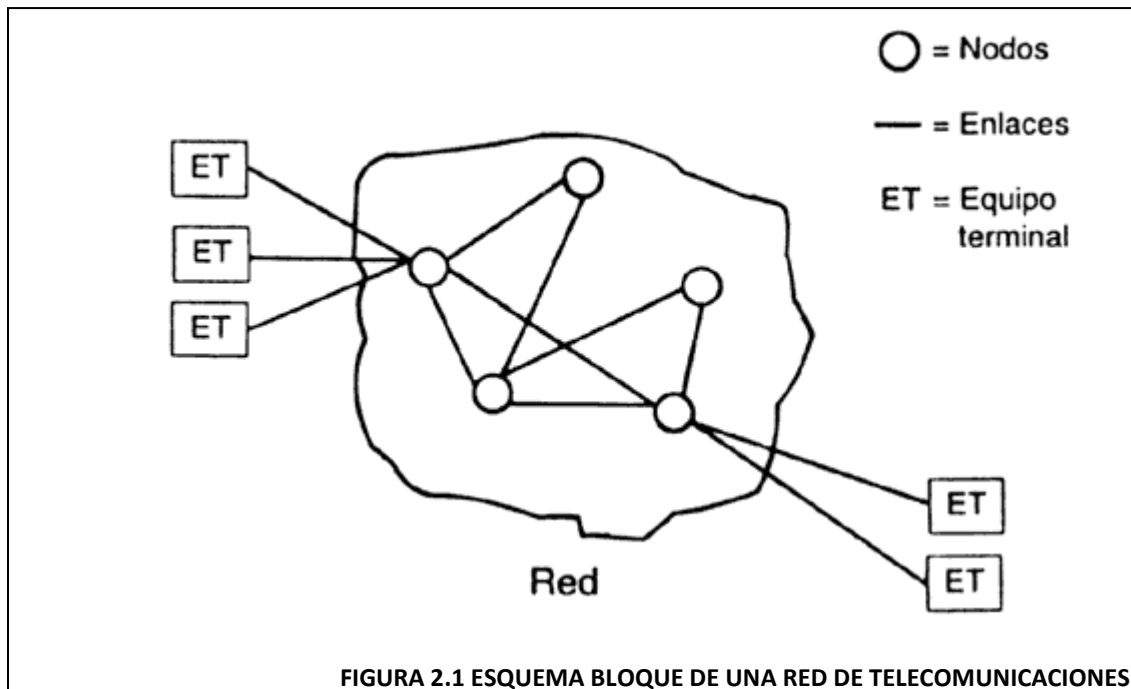 = Nodos
= Enlaces
ET = Equipo
terminal
ET
ET
ET
ET
ET
Red
FIGURA 2.1 ESQUEMA BLOQUE DE UNA RED DE TELECOMUNICACIONES